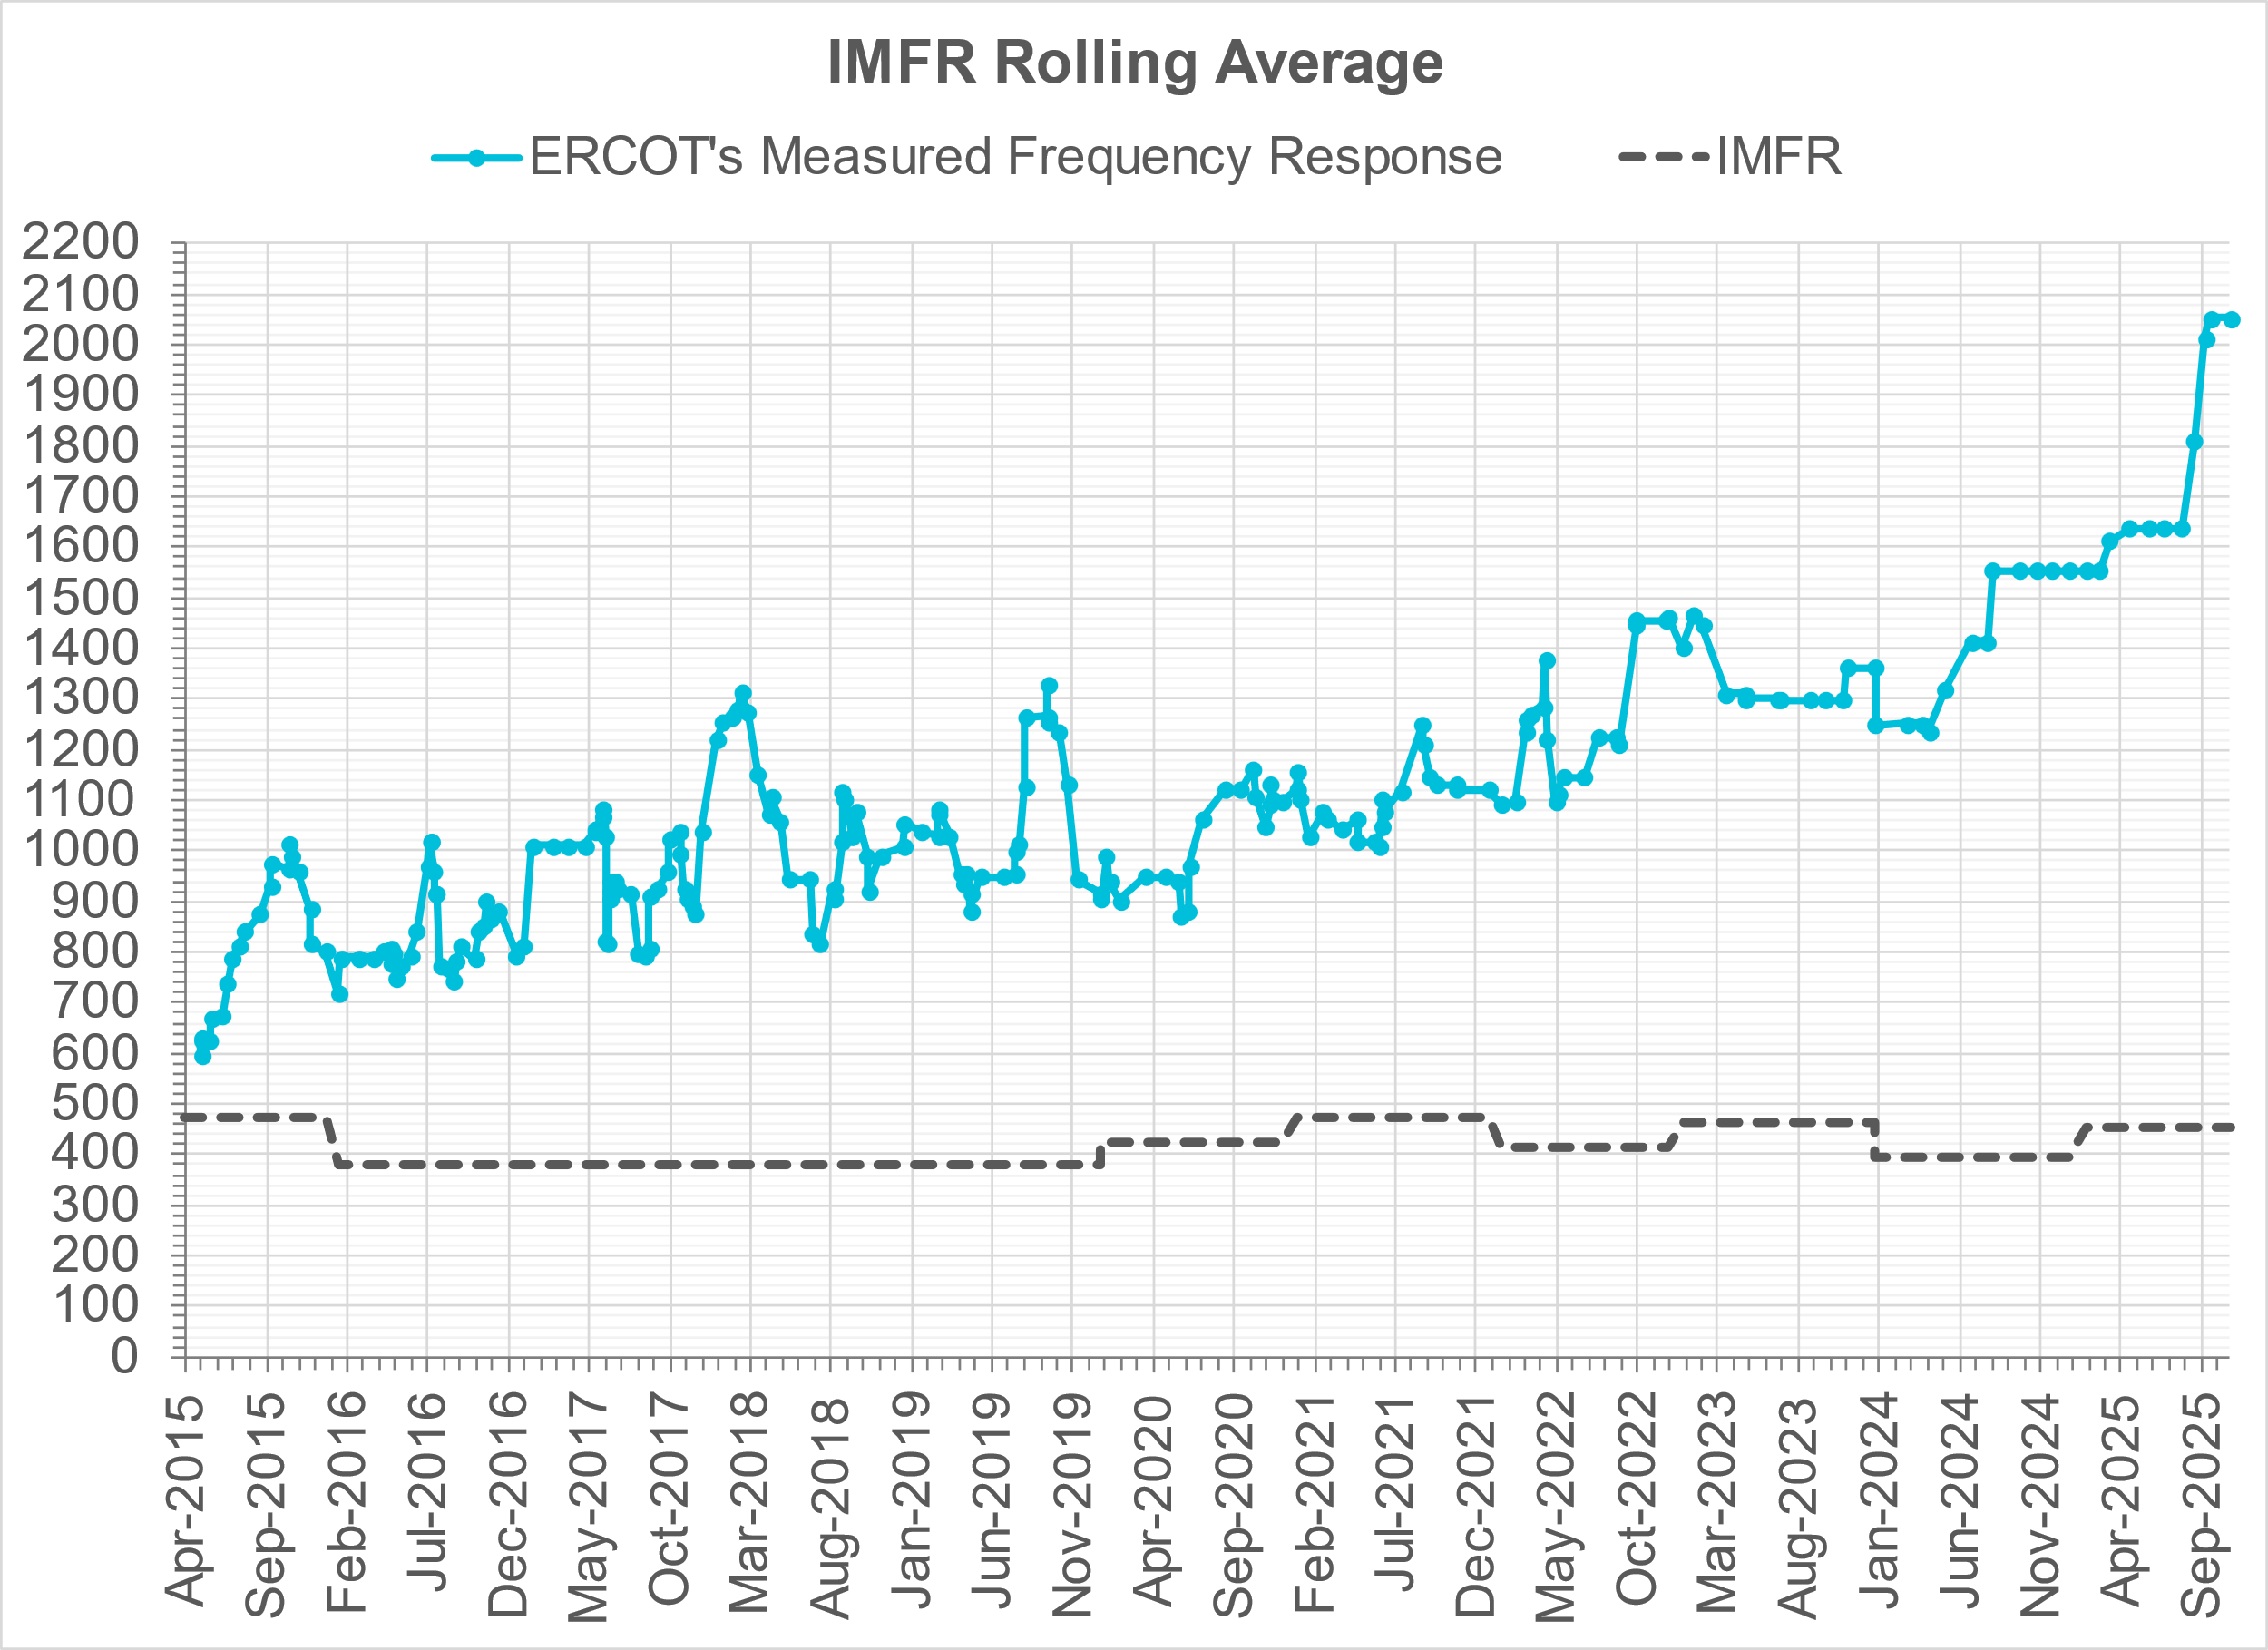 IMFR Rolling Average
ERCOT's Measured Frequency Response IMFR
2200
2100
2000
1900
1800
1700
1600
1500
1400
1300
1200
1100
1000
900
800
700
600
500
400
300
200
100
0
Apr-2015
Sep-2015
Feb-2016
Jul-2016
Dec-2016
May-2017
Oct-2017
Mar-2018
Aug-2018
Jan-2019
Jun-2019
Nov-2019
Apr-2020
Sep-2020
Feb-2021
Jul-2021
Dec-2021
May-2022
Oct-2022
Mar-2023
Aug-2023
Jan-2024
Jun-2024
Nov-2024
Apr-2025
Sep-2025